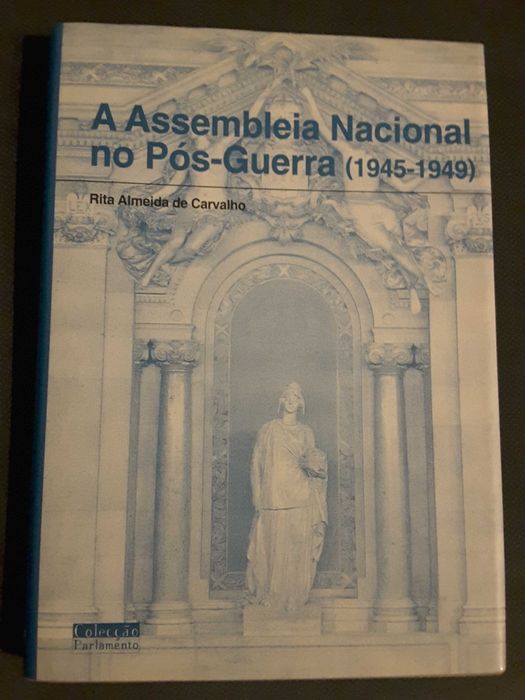 A Assembleia Nacional
no Pós-Guerra (1945-1949)
Rita Almeida de Carvalho
Colecção
Parlamento